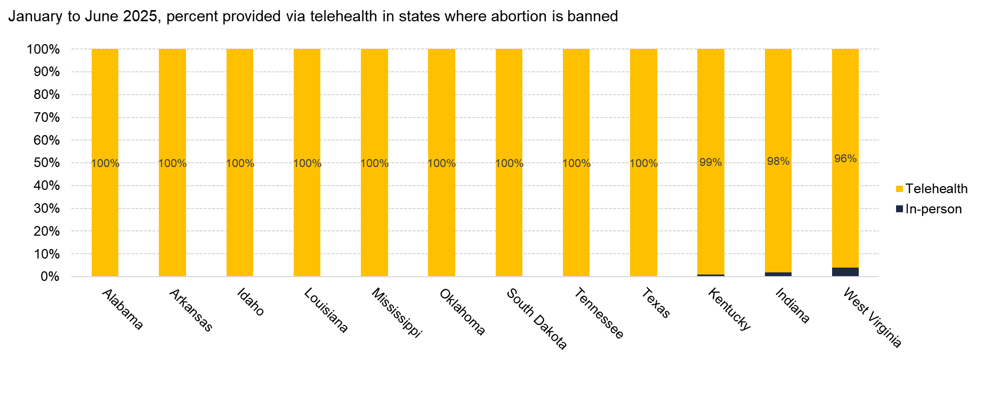 January to June 2025, percent provided via telehealth in states where abortion is banned
100%
90%
80%
70%
60%
50%
40%
30%
20%
10%
0%
100%
100%
100%
100%
100%
100%
100%
100%
100%
99%
98%
96%
Telehealth
In-person
Alabama
Arkansas
Idaho
Louisiana
Mississippi
Oklahoma
South Dakota
Tennessee
Texas
Kentucky
Indiana
West Virginia